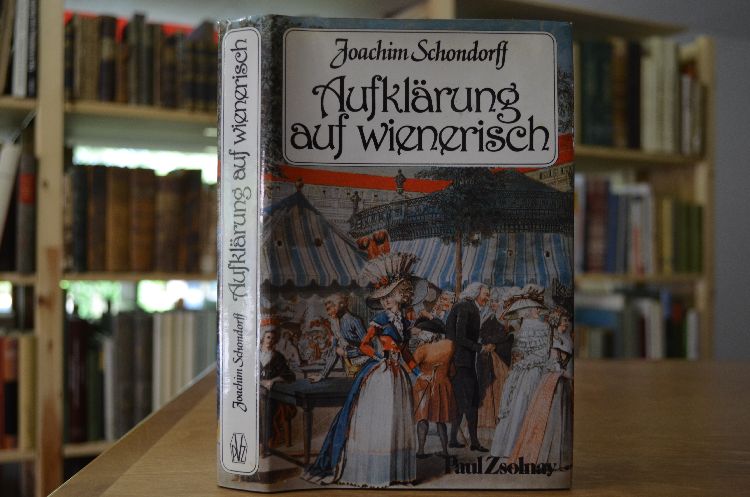 Joachim Schondorff
Aufklärung
auf wienerisch
Paul Zsolnay
Joachim Schondorff Aufklärung auf wienerisch